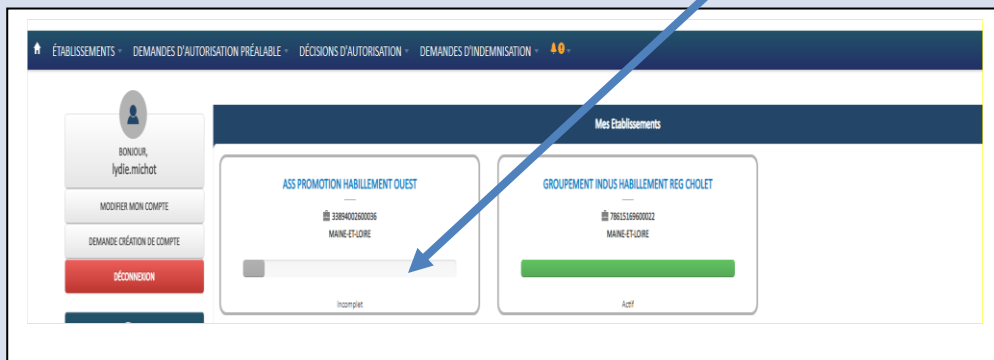 ÉTABLISSEMENTS DEMANDES D'AUTORISATION PRÉALABLE DÉCISIONS D'AUTORISATION DEMANDES D'INDEMNISATION
Mes Etablissements
BONJOUR,
lydie.michot
MODIFIER MON COMPTE
DEMANDE CRÉATION DE COMPTE
DÉCONNEXION
ASS PROMOTION HABILLEMENT OUEST
33894002600036
MAINE-ET-LOIRE
Incomplet
GROUPEMENT INDUS HABILLEMENT REG CHOLET
78615169600022
MAINE-ET-LOIRE
Actif